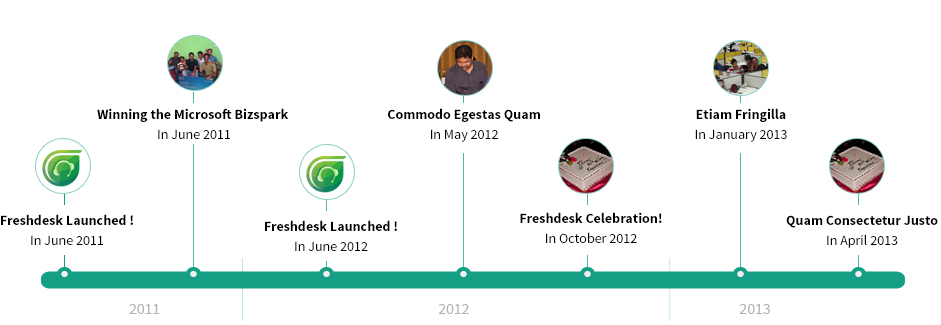 Winning the Microsoft Bizspark
In June 2011
Commodo Egestas Quam
In May 2012
Etiam Fringilla
In January 2013
Freshdesk Launched !
In June 2011
Freshdesk Launched !
In June 2012
Freshdesk Celebration!
In October 2012
Quam Consectetur Justo
In April 2013
2011
2012
2013